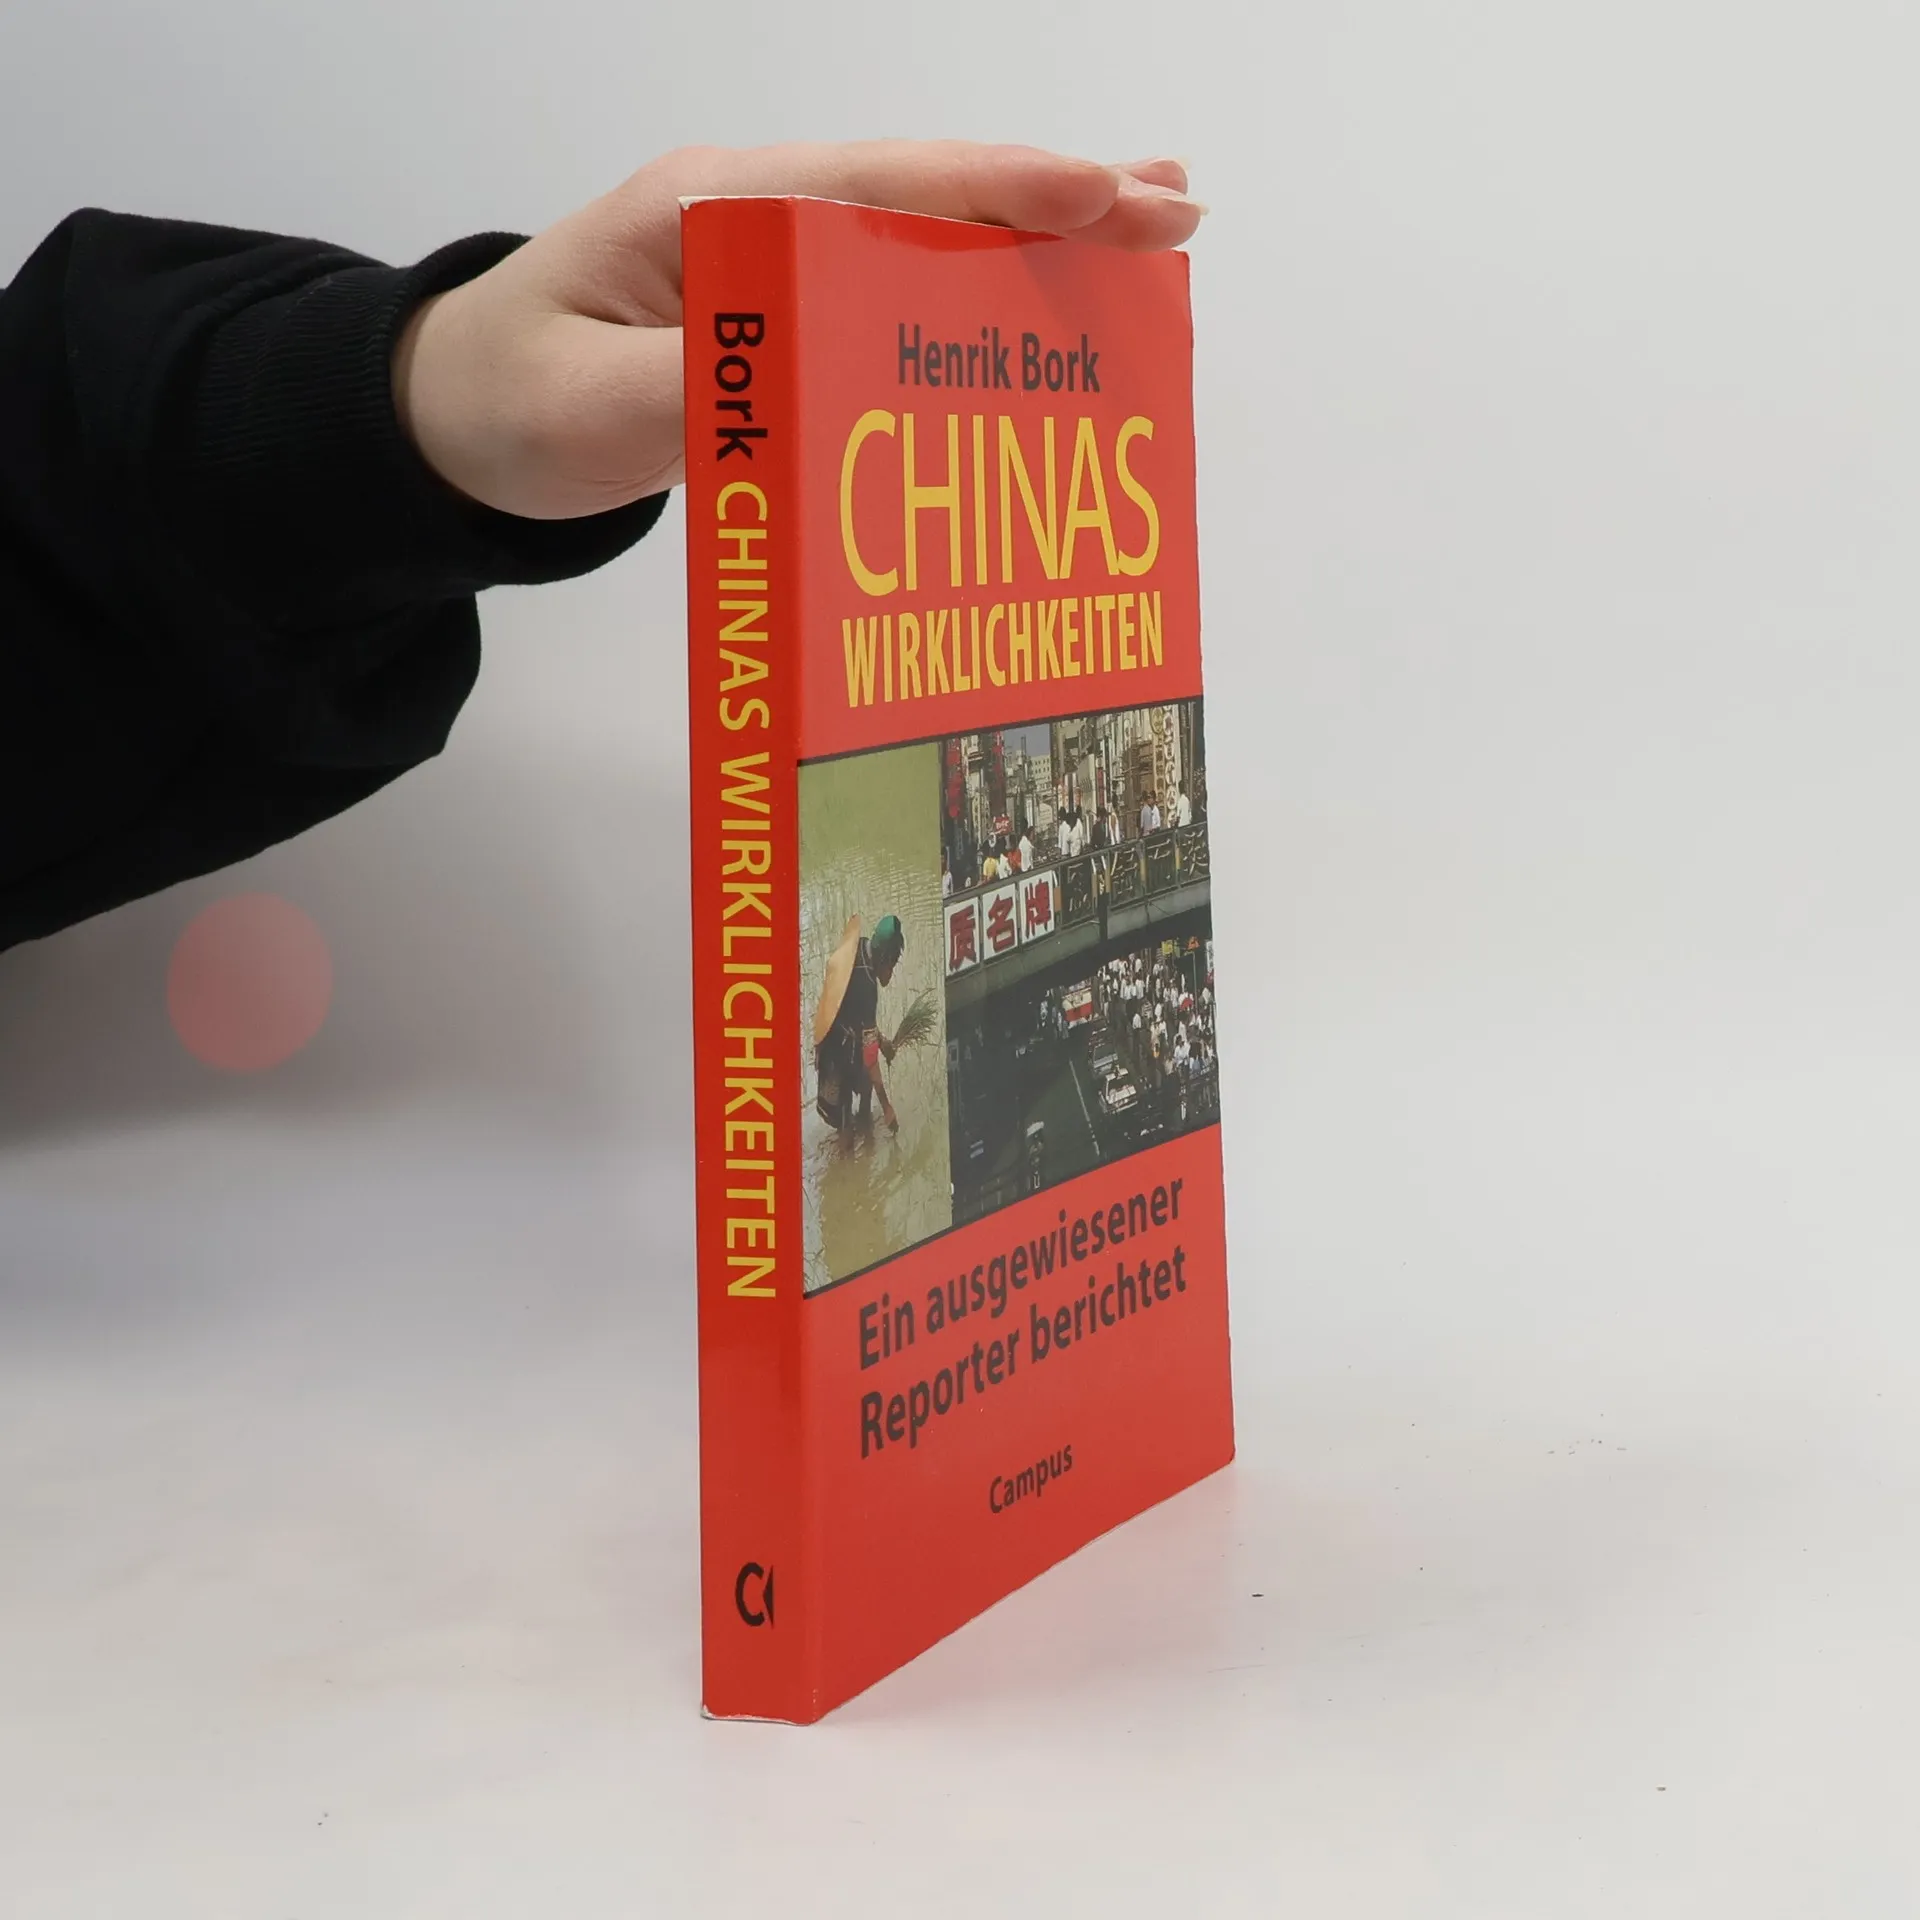 Bork CHINAS WIRKLICHKEITEN
Henrik Bork
CHINAS
WIRKLICHKEITEN
质名牌
Ein ausgewiesener
Reporter berichtet
Campus